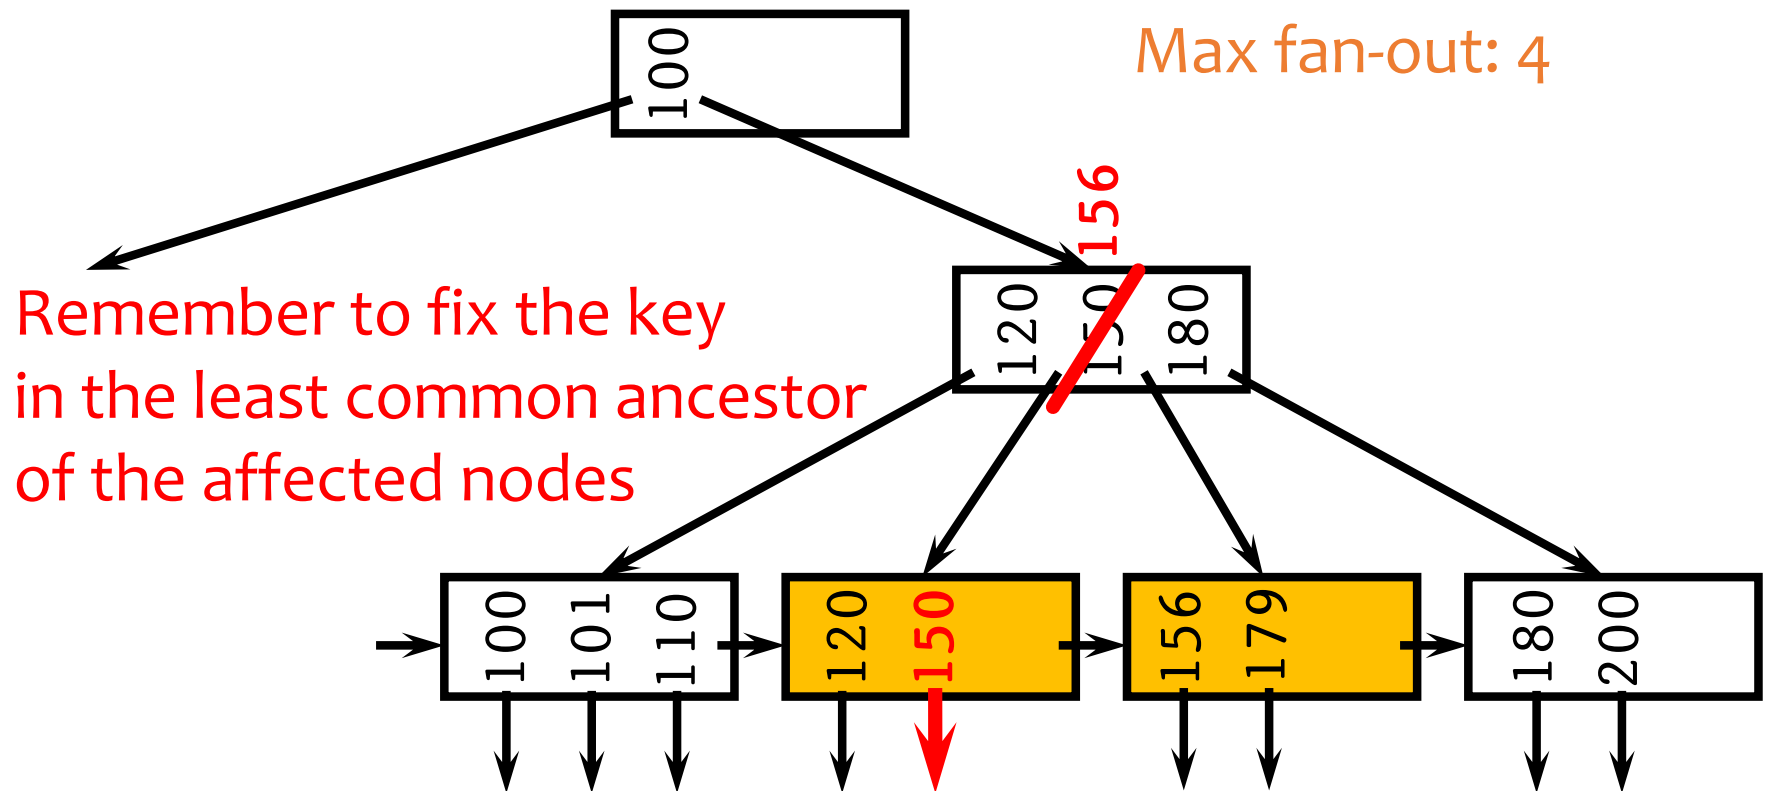 100
Max fan-out: 4
156
120 150 180
Remember to fix the key
in the least common ancestor
of the affected nodes
100 101 110
120 150
156 179
180 200